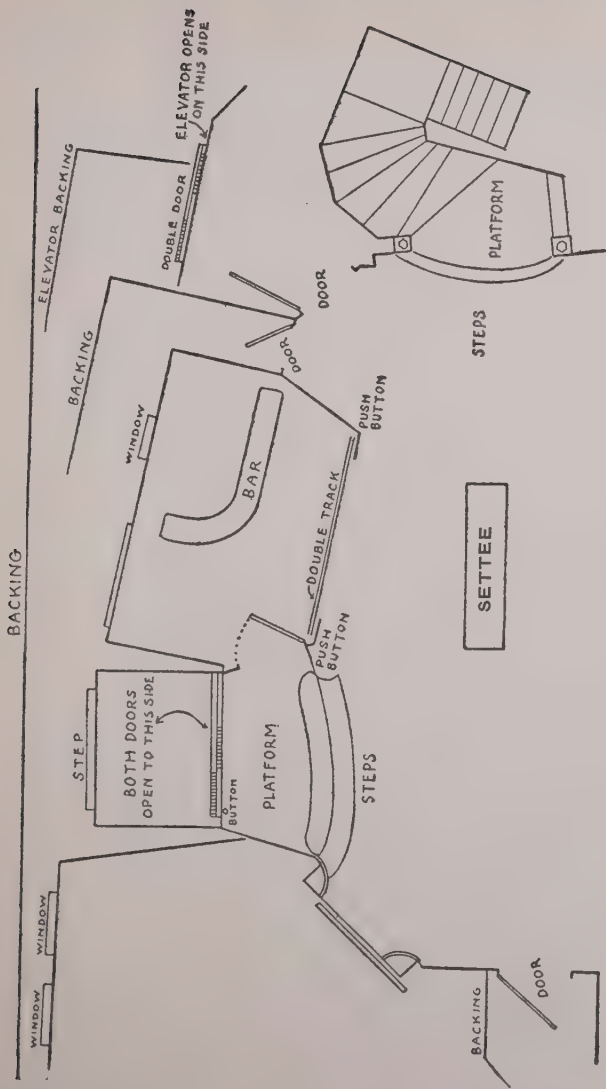 BACKING
ELEVATOR BACKING
ELEVATOR OPENS
ON THIS SIDE
DOUBLE DOOR
BACKING
WINDOW
DOOR
DOOR
BAR
PUSH
BUTTON
DOUBLE TRACK
PUSH
BUTTON
STEP
BOTH DOORS
OPEN TO THIS SIDE
BUTTON
PLATFORM
STEPS
WINDOW
WINDOW
PLATFORM
STEPS
SETTEE
BACKING
DOOR